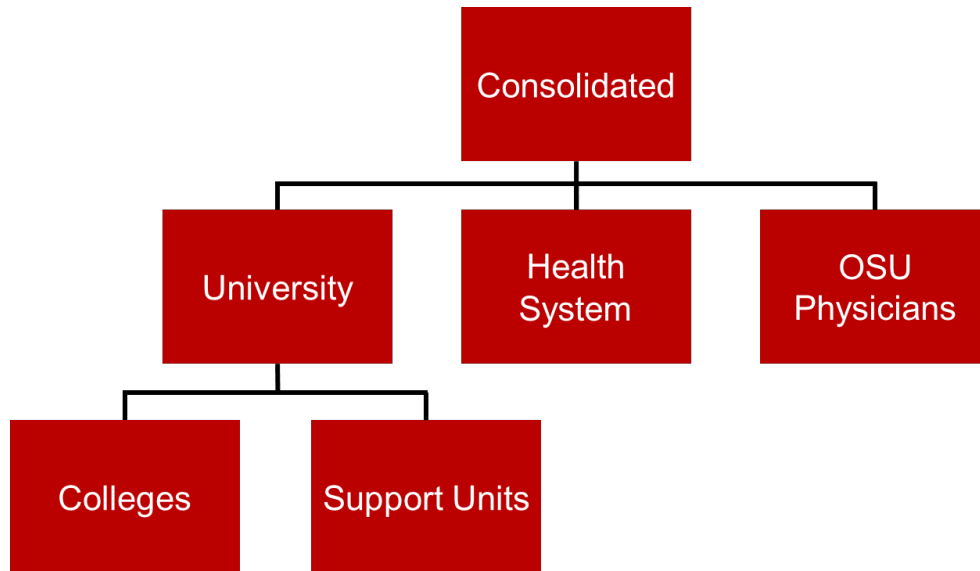 Consolidated
University
Health
System
OSU
Physicians
Colleges
Support Units